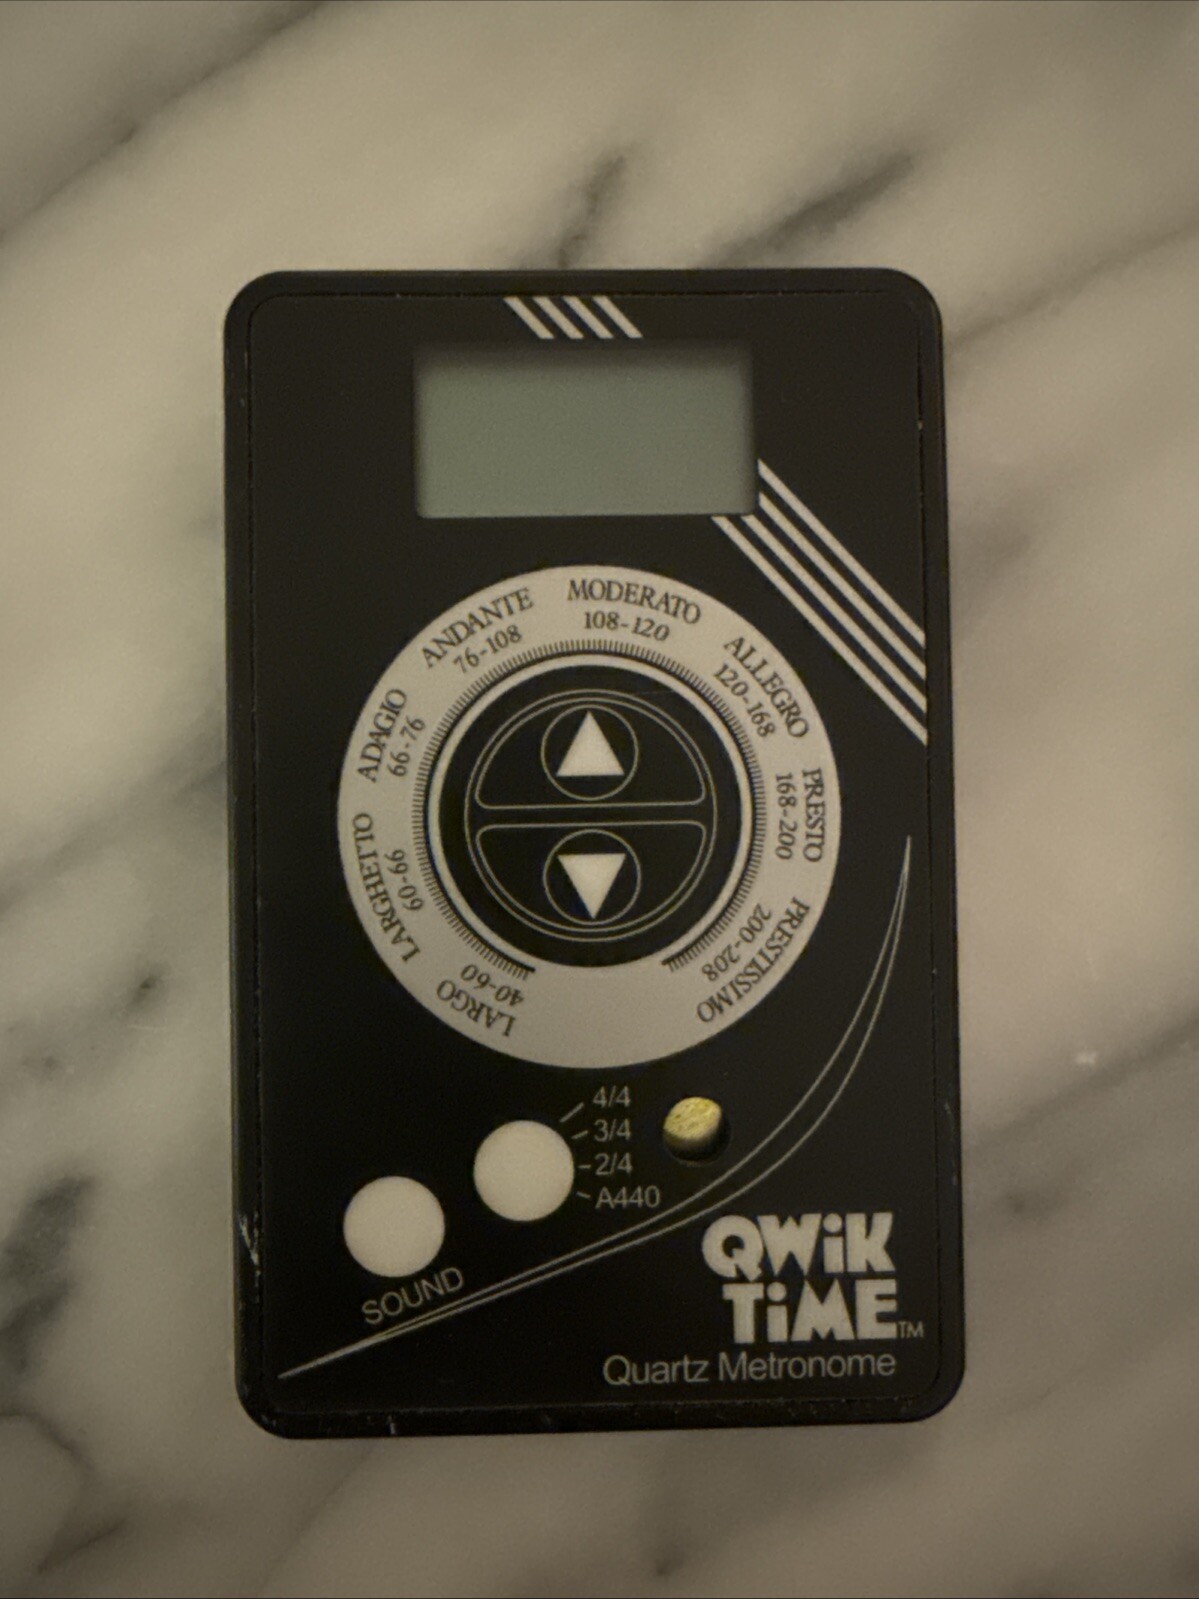 LARGO
40-60
LARGHETTO
60-66
ADAGIO
66-76
ANDANTE
76-108
MODERATO
108-120
ALLEGRO
120-168
PRESTO
168-200
PRESTISSIMO
200-208
4/4
3/4
2/4
A440
SOUND
QWiK
TiME™
Quartz Metronome